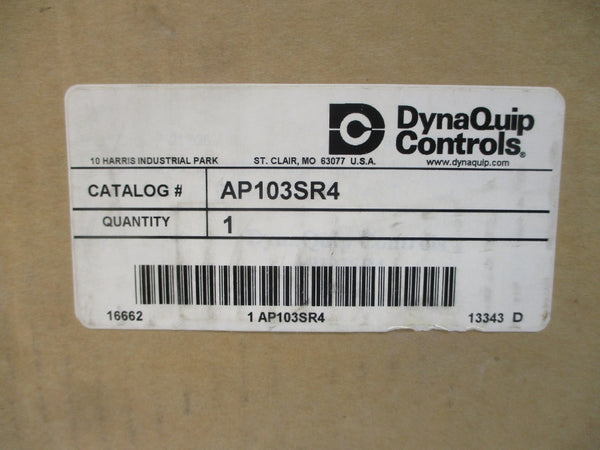 DynaQuip
Controls®
10 HARRIS INDUSTRIAL PARK ST. CLAIR, MO 63077 U.S.A. www.dynaquip.com
CATALOG # AP103SR4
QUANTITY 1
16662 1 AP103SR4 13343 D